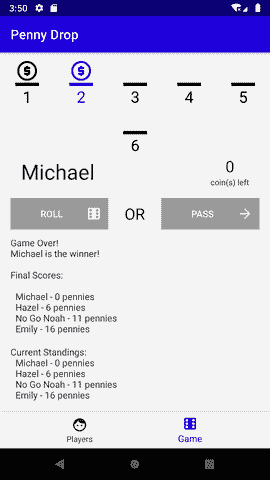 3:50
Penny Drop
$ $
1 2 3 4 5
6
Michael 0
coin(s) left
ROLL OR PASS
Game Over!
Michael is the winner!
Final Scores:
Michael - 0 pennies
Hazel - 6 pennies
No Go Noah - 11 pennies
Emily - 16 pennies
Current Standings:
Michael - 0 pennies
Hazel - 6 pennies
No Go Noah - 11 pennies
Emily - 16 pennies
Players Game